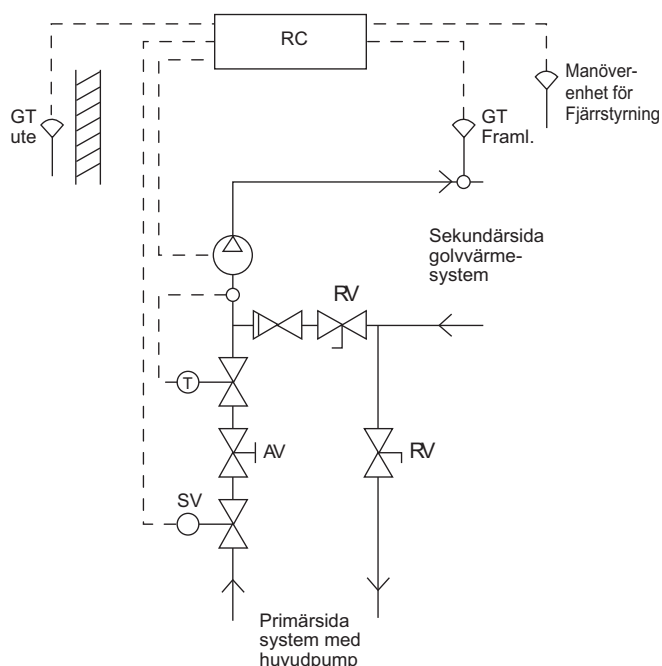 RC
GT
ute
GT
Framl.
Manöver-
enhet för
Fjärrstyrning
Sekundärsida
golvvärme-
system
RV
T
AV
RV
SV
Primärsida
system med
huvudpump